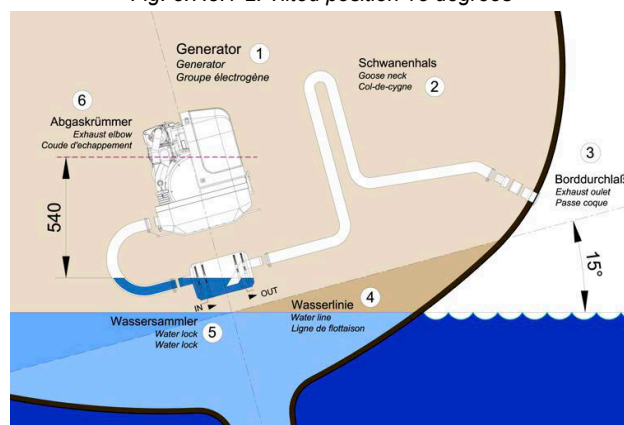 Fig. 6.4.3.1-2: Tilted position 15 degrees
Generator 1
Generator
Groupe électrogène
Schwanenhals
Goose neck
Col-de-cygne
2
6
Abgaskrümmer
Exhaust elbow
Coude d'echappement
3
Borddurchlaß
Exhaust oulet
Passe coque
540
15°
IN
OUT
Wasserlinie 4
Water line
Ligne de flottaison
Wassersammler
Water lock
Water lock
5